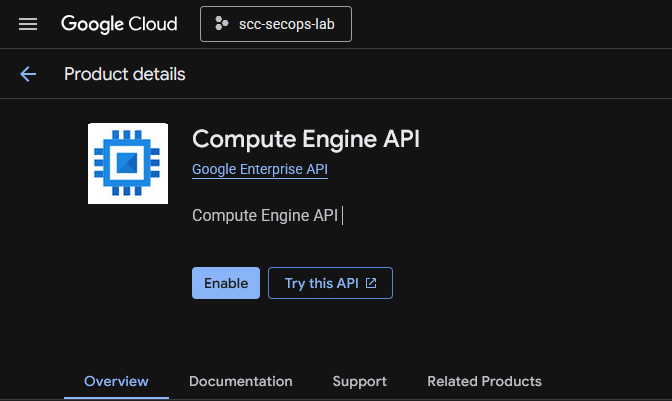 Google Cloud
scc-secops-lab
Product details
Compute Engine API
Google Enterprise API
Compute Engine API
Enable
Try this API
Overview
Documentation
Support
Related Products